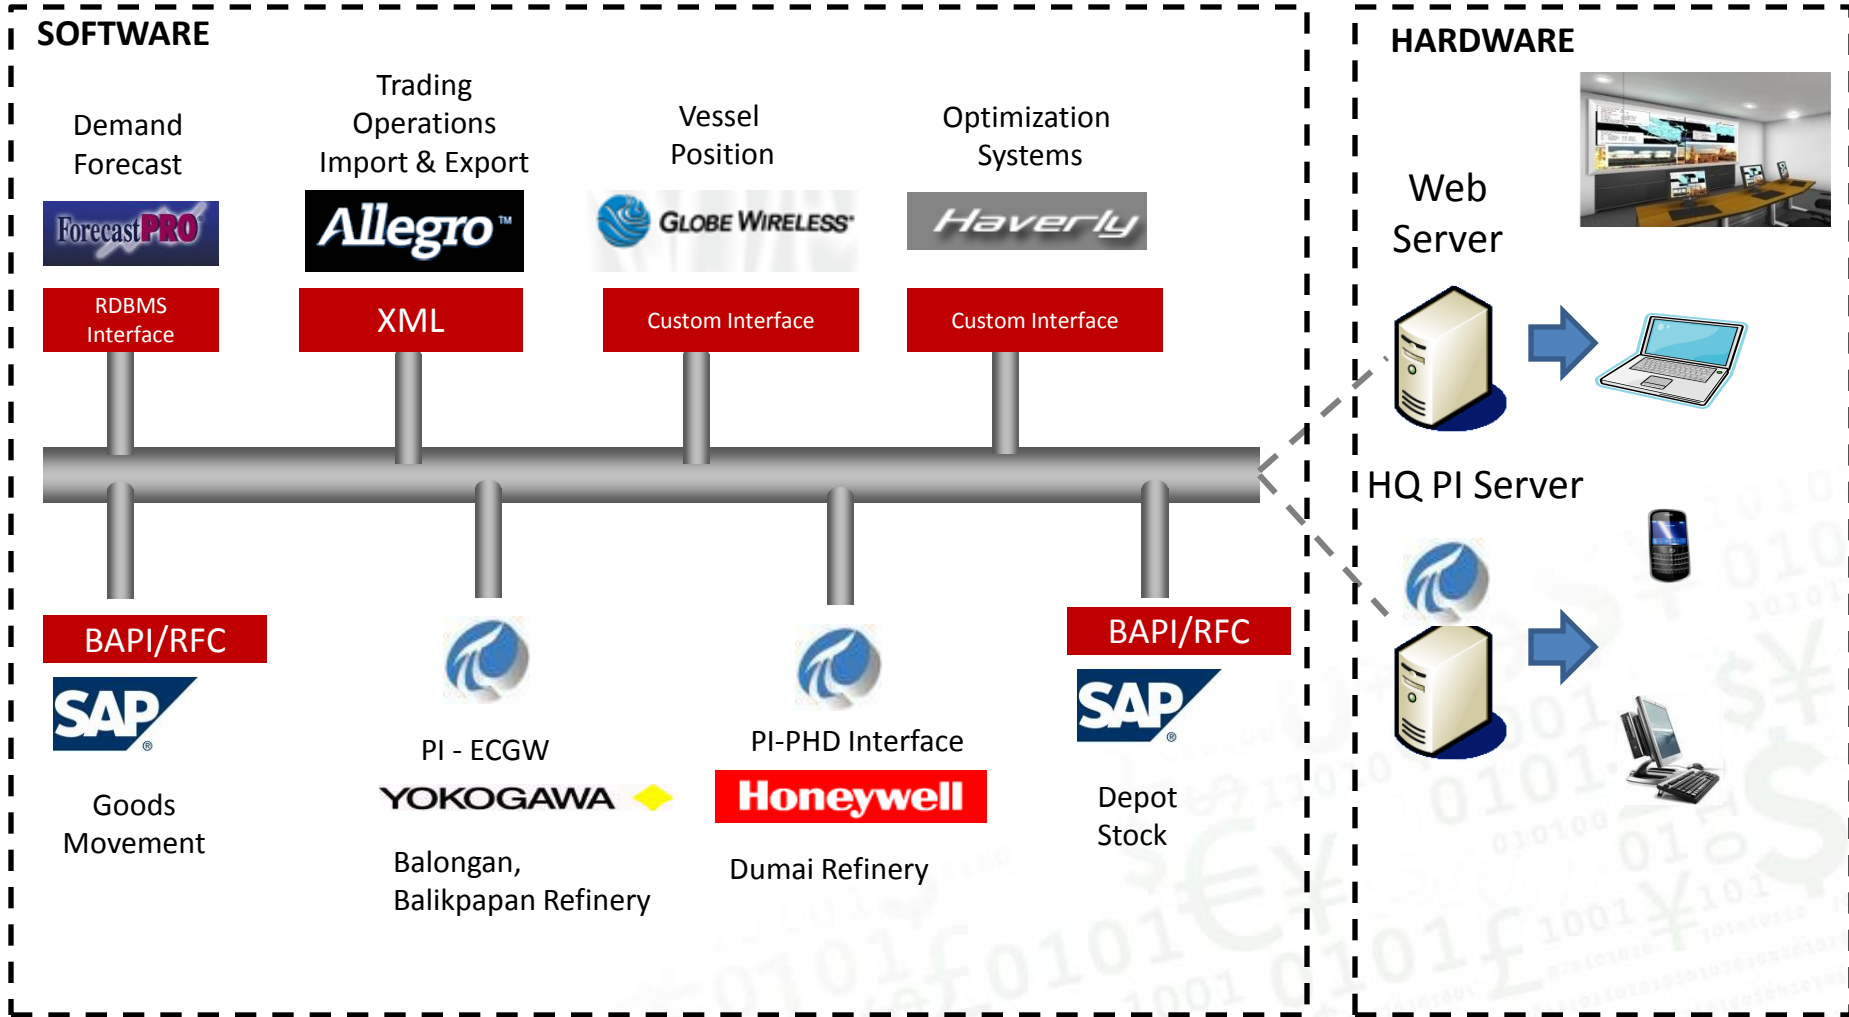 SOFTWARE
HARDWARE
Demand
Forecast
Trading
Operations
Import & Export
Vessel
Position
Optimization
Systems
ForecastPRO
Allegro™
GLOBE WIRELESS®
Haverly
Web
Server
RDBMS
Interface
XML
Custom Interface
Custom Interface
HQ PI Server
BAPI/RFC
BAPI/RFC
SAP®
SAP®
PI - ECGW
PI-PHD Interface
YOKOGAWA
Honeywell
Goods
Movement
Depot
Stock
Balongan,
Balikpapan Refinery
Dumai Refinery